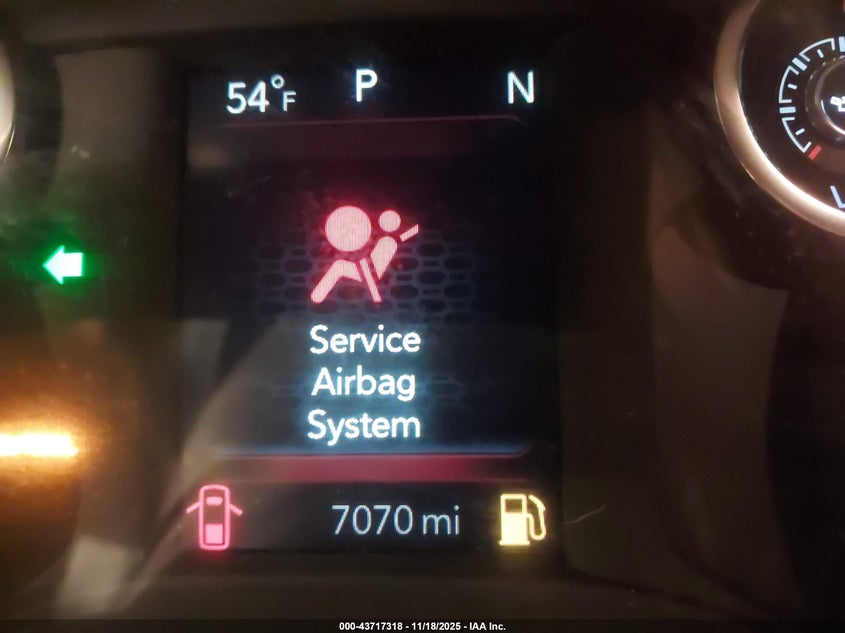 54°F P N
Service
Airbag
System
7070 mi
000-43717318 - 11/18/2025 - IAA Inc.